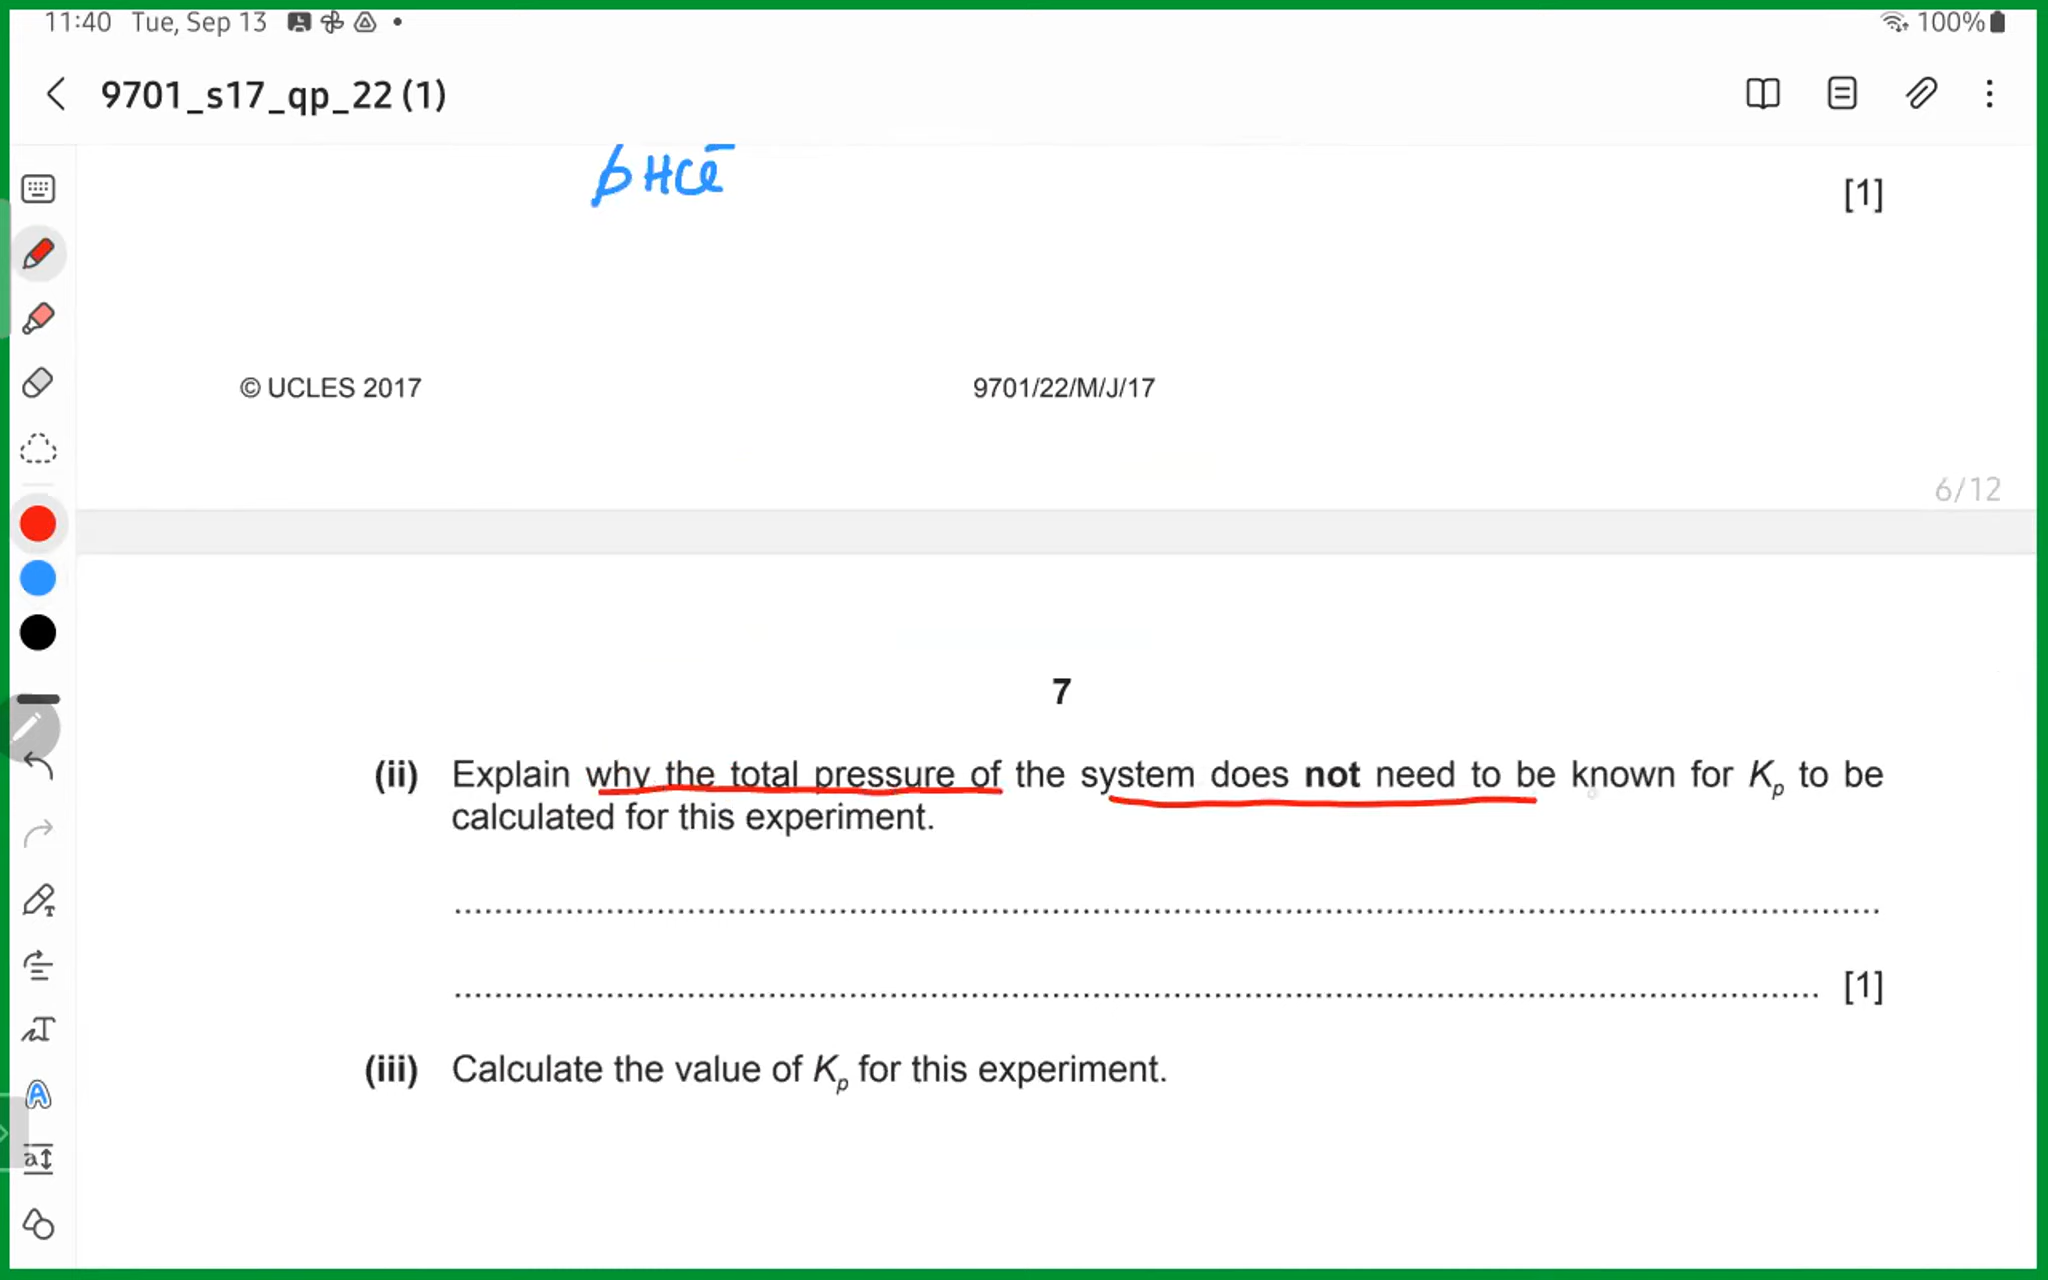 11:40 Tue, Sep 13
100%
9701_s17_qp_22 (1)
pHCl
[1]
© UCLES 2017
9701/22/M/J/17
6/12
7
(ii) Explain why the total pressure of the system does not need to be known for Kp to be
calculated for this experiment.
[1]
(iii) Calculate the value of Kp for this experiment.